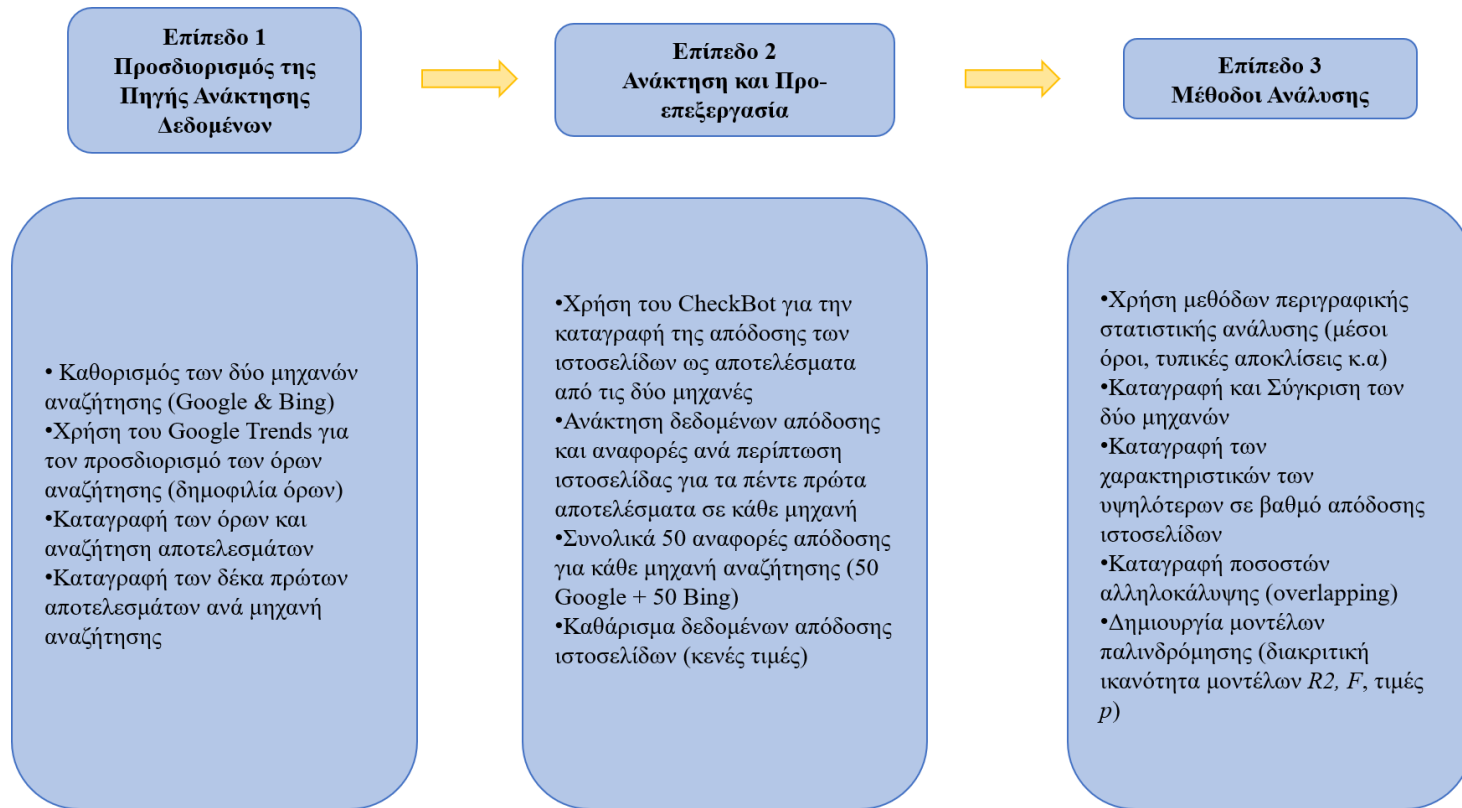 Επίπεδο 1
Προσδιορισμός της
Πηγής Ανάκτησης
Δεδομένων
Επίπεδο 2
Ανάκτηση και Προ-
επεξεργασία
Επίπεδο 3
Μέθοδοι Ανάλυσης
• Καθορισμός των δύο μηχανών
αναζήτησης (Google & Bing)
•Χρήση του Google Trends για
τον προσδιορισμό των όρων
αναζήτησης (δημοφιλία όρων)
•Καταγραφή των όρων και
αναζήτηση αποτελεσμάτων
•Καταγραφή των δέκα πρώτων
αποτελεσμάτων ανά μηχανή
αναζήτησης
•Χρήση του CheckBot για την
καταγραφή της απόδοσης των
ιστοσελίδων ως αποτελέσματα
από τις δύο μηχανές
•Ανάκτηση δεδομένων απόδοσης
και αναφορές ανά περίπτωση
ιστοσελίδας για τα πέντε πρώτα
αποτελέσματα σε κάθε μηχανή
•Συνολικά 50 αναφορές απόδοσης
για κάθε μηχανή αναζήτησης (50
Google + 50 Bing)
•Καθάρισμα δεδομένων απόδοσης
ιστοσελίδων (κενές τιμές)
•Χρήση μεθόδων περιγραφικής
στατιστικής ανάλυσης (μέσοι
όροι, τυπικές αποκλίσεις κ.α)
•Καταγραφή και Σύγκριση των
δύο μηχανών
•Καταγραφή των
χαρακτηριστικών των
υψηλότερων σε βαθμό απόδοσης
ιστοσελίδων
•Καταγραφή ποσοστών
αλληλοκάλυψης (overlapping)
•Δημιουργία μοντέλων
παλινδρόμησης (διακριτική
ικανότητα μοντέλων R2, F, τιμές
p)